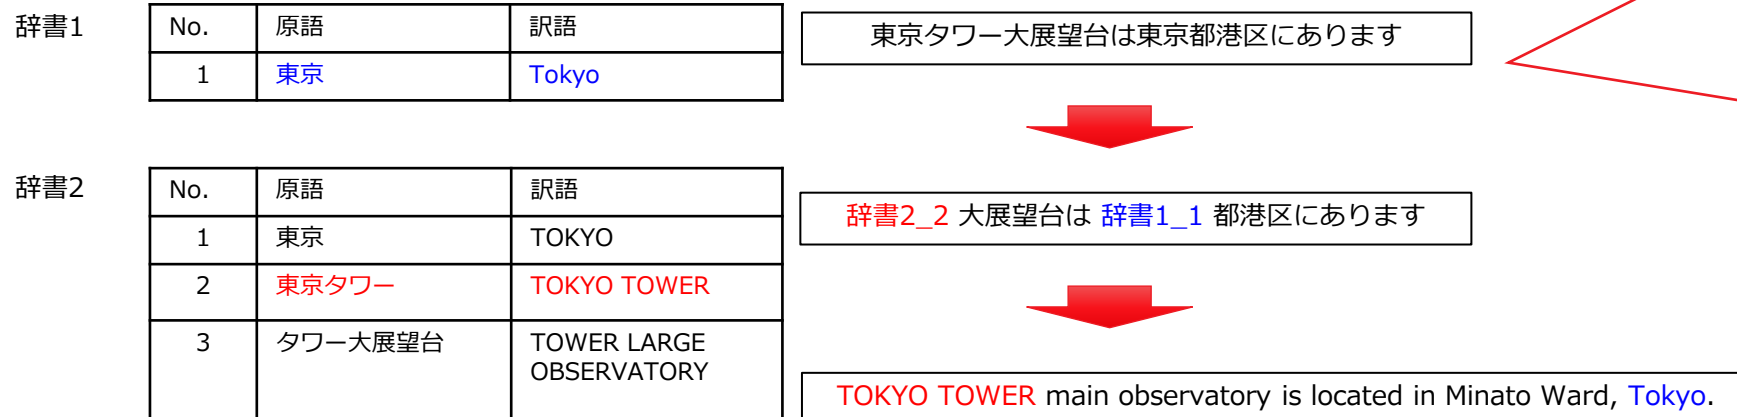 辞書1
No. 原語 訳語
1 東京 Tokyo
東京タワー大展望台は東京都港区にあります
辞書2
No. 原語 訳語
1 東京 TOKYO
2 東京タワー TOKYO TOWER
3 タワー大展望台 TOWER LARGE
OBSERVATORY
辞書2_2 大展望台は 辞書1_1 都港区にあります
TOKYO TOWER main observatory is located in Minato Ward, Tokyo.